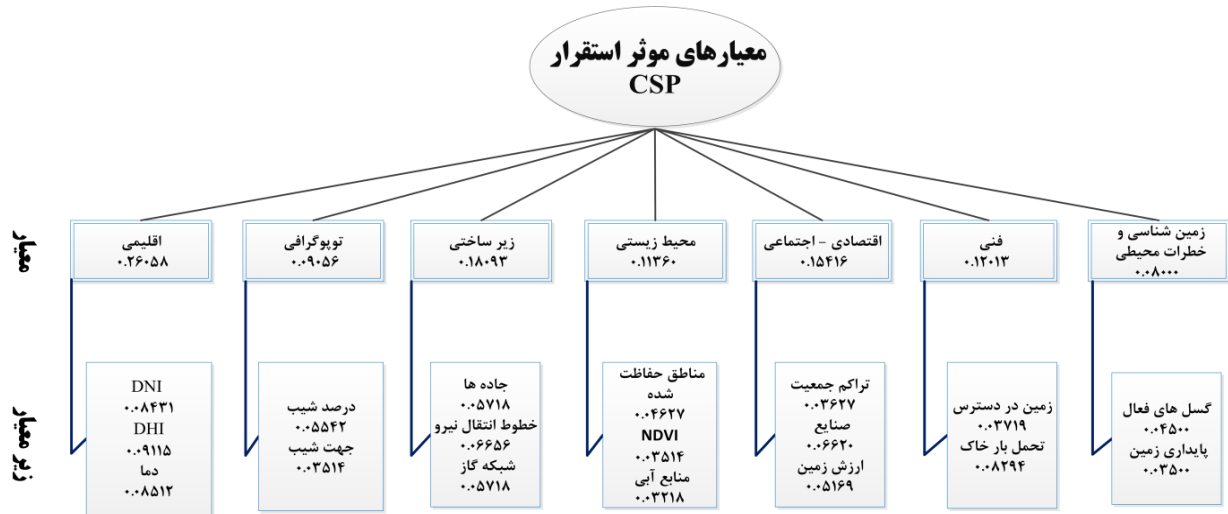 معیارهای موثر استقرار
CSP
معیار
اقلیمی
۰.۲۶۰۵۸
توپوگرافی
۰.۰۹۰۵۶
زیر ساختی
۰.۱۸۰۹۳
محیط زیستی
۰.۱۱۳۶۰
اقتصادی - اجتماعی
۰.۱۵۴۱۶
فنی
۰.۱۲۰۱۳
زمین شناسی و
خطرات محیطی
۰.۰۸۰۰۰
زیر معیار
DNI
۰.۰۸۴۳۱
DHI
۰.۰۹۱۱۵
دما
۰.۰۸۵۱۲
درصد شیب
۰.۰۵۵۴۲
جهت شیب
۰.۰۳۵۱۴
جاده ها
۰.۰۵۷۱۸
خطوط انتقال نیرو
۰.۰۶۶۵۶
شبکه گاز
۰.۰۵۷۱۸
مناطق حفاظت
شده
۰.۰۴۶۲۷
NDVI
۰.۰۳۵۱۴
منابع آبی
۰.۰۳۲۱۸
تراکم جمعیت
۰.۰۳۶۲۷
صنایع
۰.۰۶۶۲۰
ارزش زمین
۰.۰۵۱۶۹
زمین در دسترس
۰.۰۳۷۱۹
تحمل بار خاک
۰.۰۸۲۹۴
گسل های فعال
۰.۰۴۵۰۰
پایداری زمین
۰.۰۳۵۰۰